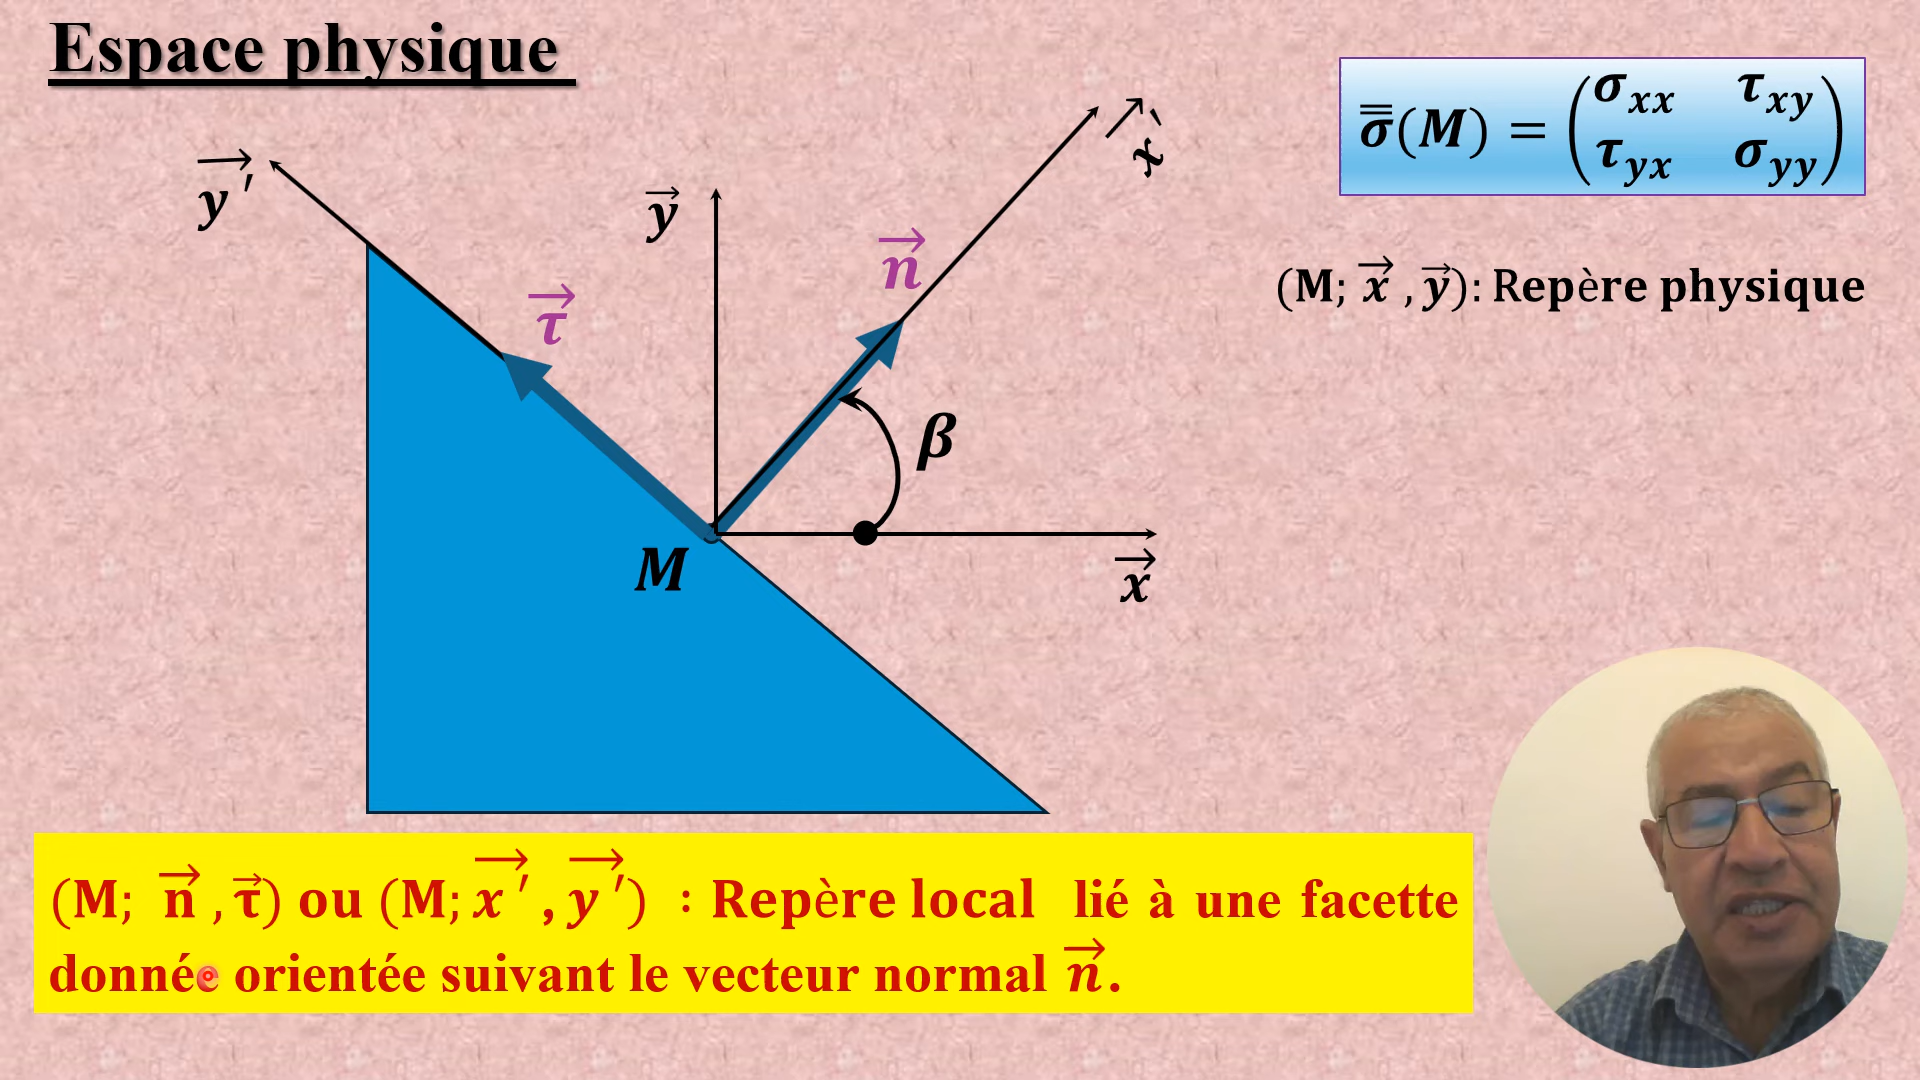 Espace physique
σ̿(M) = (σxx τxy
τyx σyy)
y⃗ '
y⃗
x⃗'
n⃗
τ⃗
(M; x⃗ , y⃗): Repère physique
β
M
x⃗
(M; n⃗ , τ⃗) ou (M; x⃗ ', y⃗ ') : Repère local lié à une facette
donnée orientée suivant le vecteur normal n⃗.